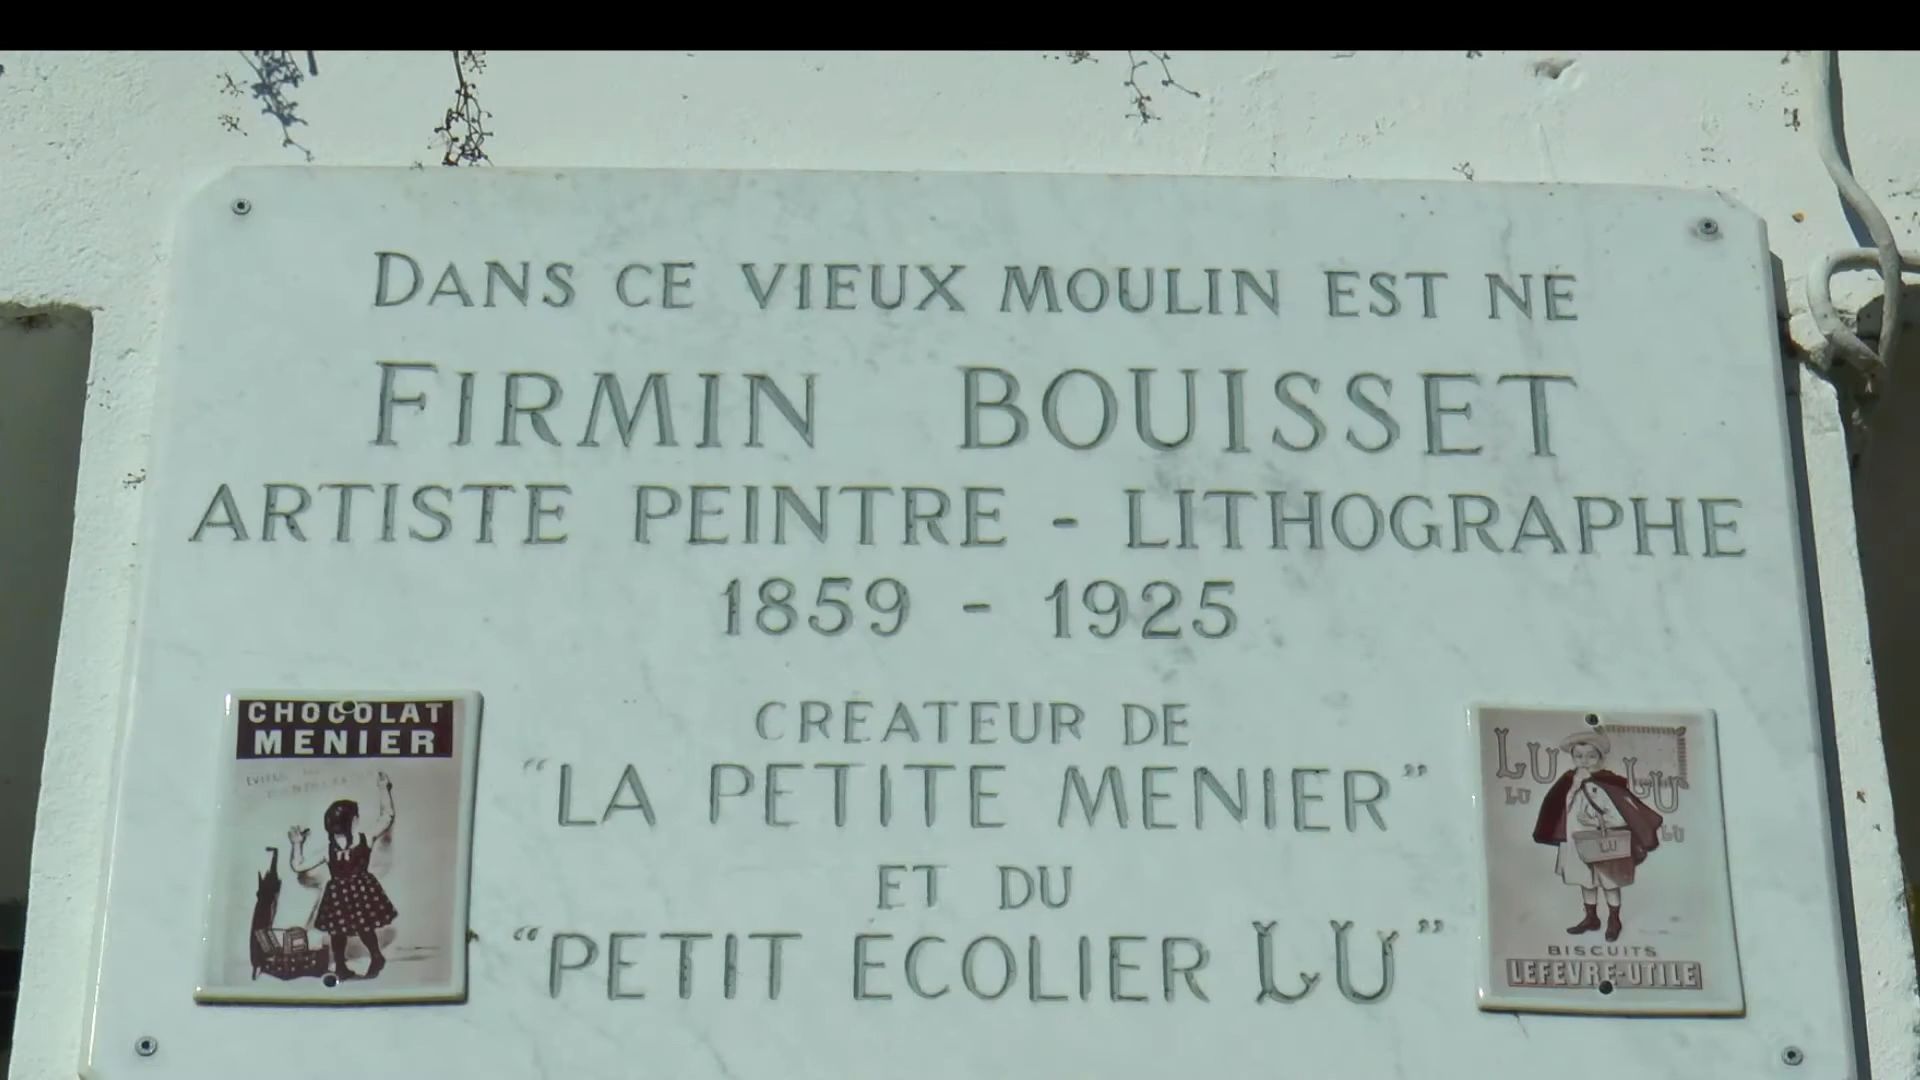 DANS CE VIEUX MOULIN EST NE
FIRMIN BOUISSET
ARTISTE PEINTRE - LITHOGRAPHE
1859 - 1925
CREATEUR DE
"LA PETITE MENIER"
ET DU
"PETIT ECOLIER LU"
CHOCOLAT
MENIER
LU
LU
LU
LU
LU
BISCUITS
LEFEVRE-UTILE